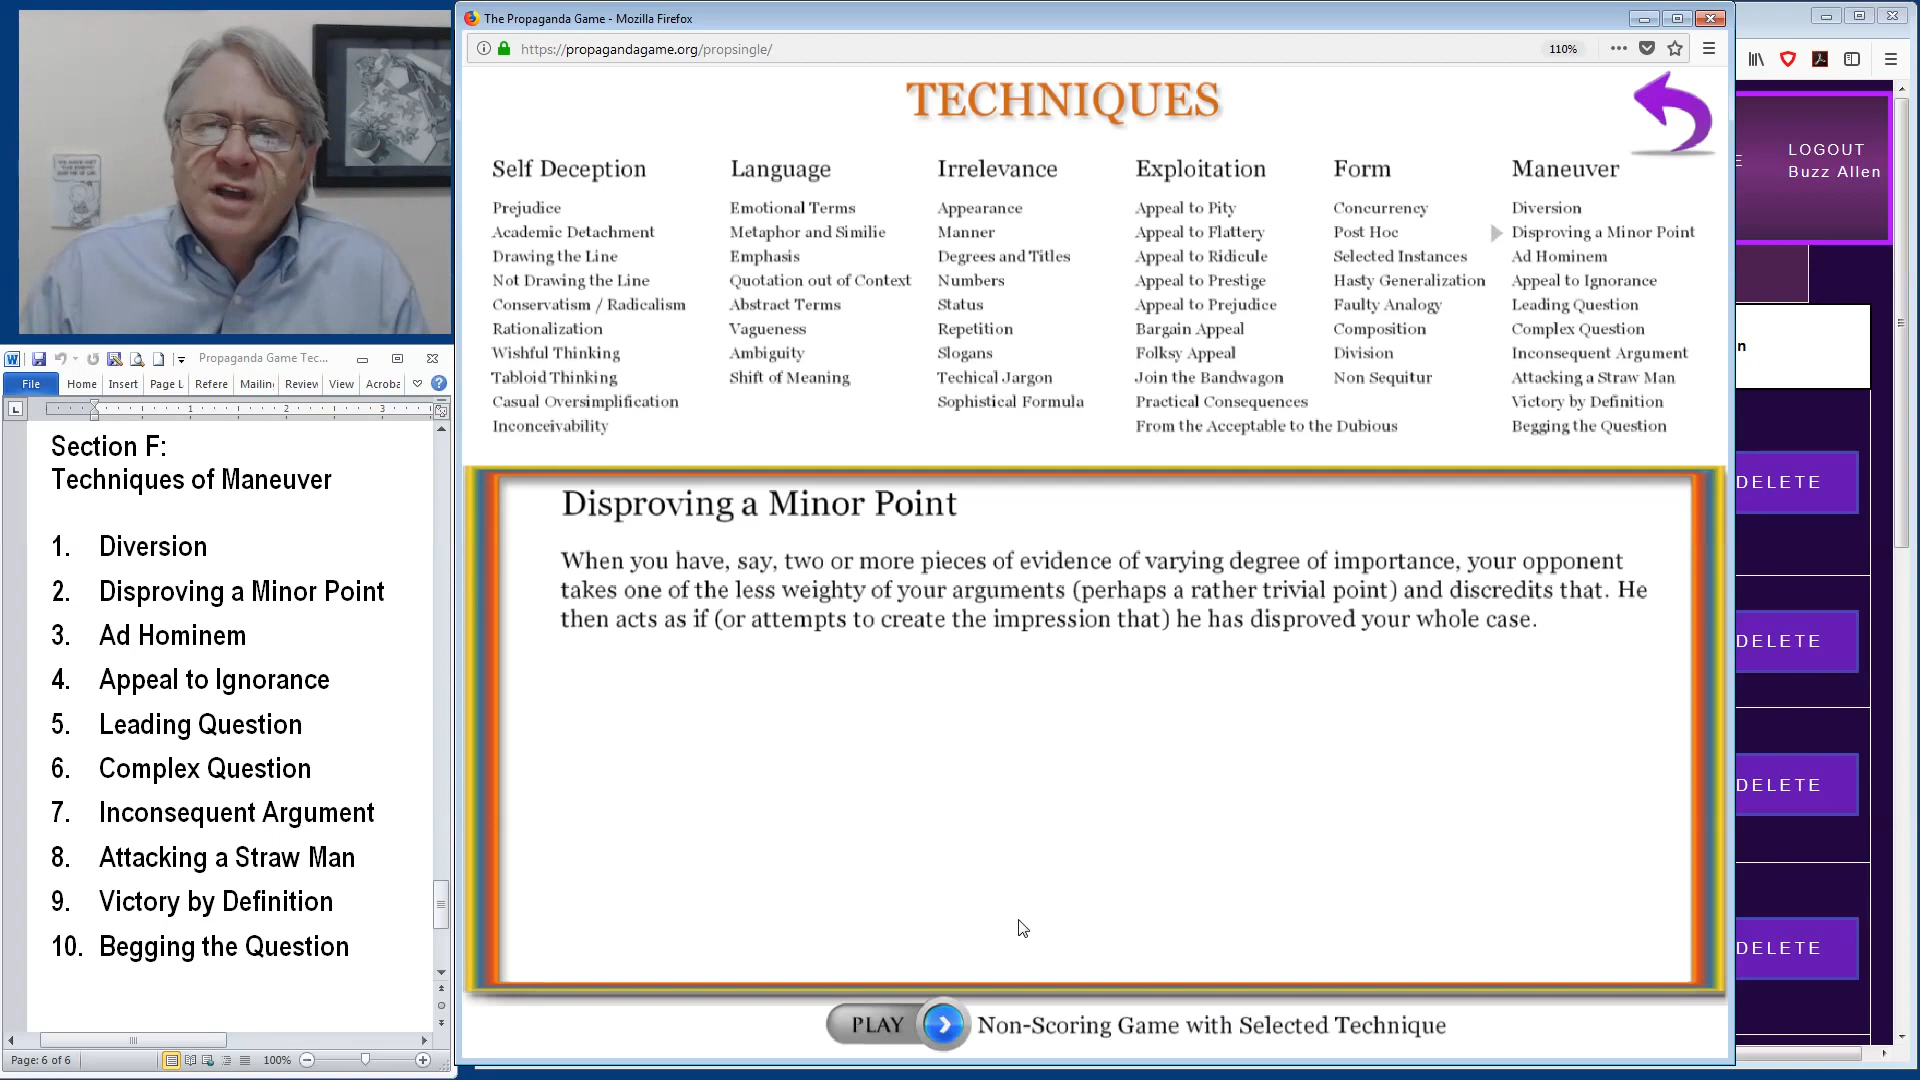 The Propaganda Game - Mozilla Firefox
https://propagandagame.org/propsingle/
110%
TECHNIQUES
Self Deception
Prejudice
Academic Detachment
Drawing the Line
Not Drawing the Line
Conservatism / Radicalism
Rationalization
Wishful Thinking
Tabloid Thinking
Casual Oversimplification
Inconceivability
Language
Emotional Terms
Metaphor and Similie
Emphasis
Quotation out of Context
Abstract Terms
Vagueness
Ambiguity
Shift of Meaning
Irrelevance
Appearance
Manner
Degrees and Titles
Numbers
Status
Repetition
Slogans
Techical Jargon
Sophistical Formula
Exploitation
Appeal to Pity
Appeal to Flattery
Appeal to Ridicule
Appeal to Prestige
Appeal to Prejudice
Bargain Appeal
Folksy Appeal
Join the Bandwagon
Practical Consequences
From the Acceptable to the Dubious
Form
Concurrency
Post Hoc
Selected Instances
Hasty Generalization
Faulty Analogy
Composition
Division
Non Sequitur
Maneuver
Diversion
Disproving a Minor Point
Ad Hominem
Appeal to Ignorance
Leading Question
Complex Question
Inconsequent Argument
Attacking a Straw Man
Victory by Definition
Begging the Question
Disproving a Minor Point
When you have, say, two or more pieces of evidence of varying degree of importance, your opponent
takes one of the less weighty of your arguments (perhaps a rather trivial point) and discredits that. He
then acts as if (or attempts to create the impression that) he has disproved your whole case.
PLAY
Non-Scoring Game with Selected Technique
Propaganda Game Tec...
File Home Insert Page L Refere Mailin Review View Acroba
1 2 3
Section F:
Techniques of Maneuver
1. Diversion
2. Disproving a Minor Point
3. Ad Hominem
4. Appeal to Ignorance
5. Leading Question
6. Complex Question
7. Inconsequent Argument
8. Attacking a Straw Man
9. Victory by Definition
10. Begging the Question
Page: 6 of 6
100%
E
LOGOUT
Buzz Allen
n
DELETE
DELETE
DELETE
DELETE